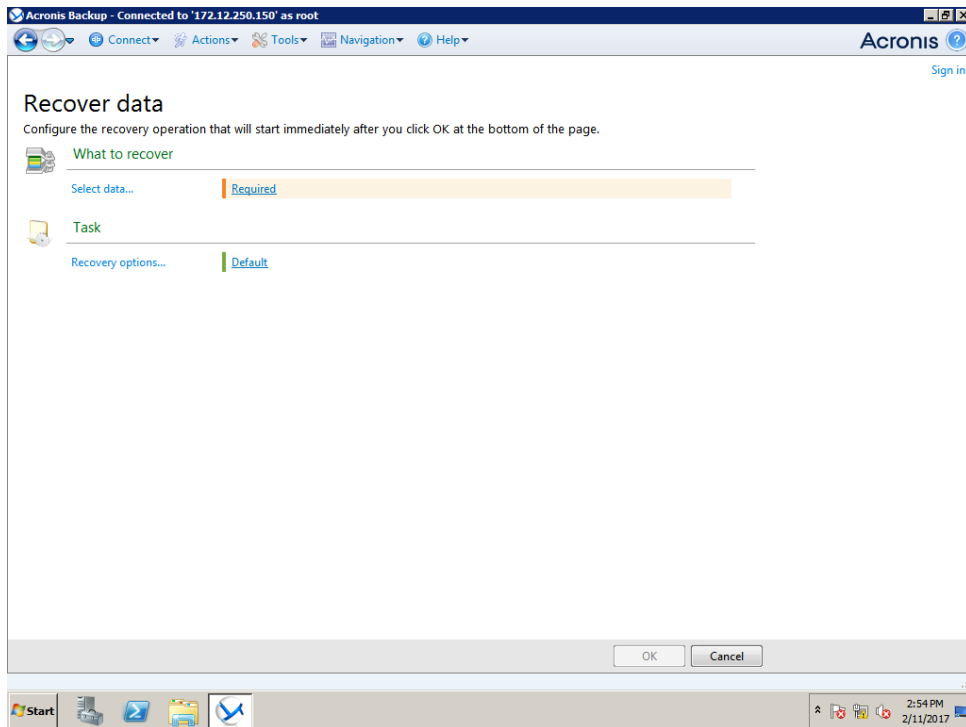 Acronis Backup - Connected to '172.12.250.150' as root
Connect Actions Tools Navigation Help
Acronis
Sign in
Recover data
Configure the recovery operation that will start immediately after you click OK at the bottom of the page.
What to recover
Select data... Required
Task
Recovery options... Default
OK Cancel
Start
2:54 PM
2/11/2017